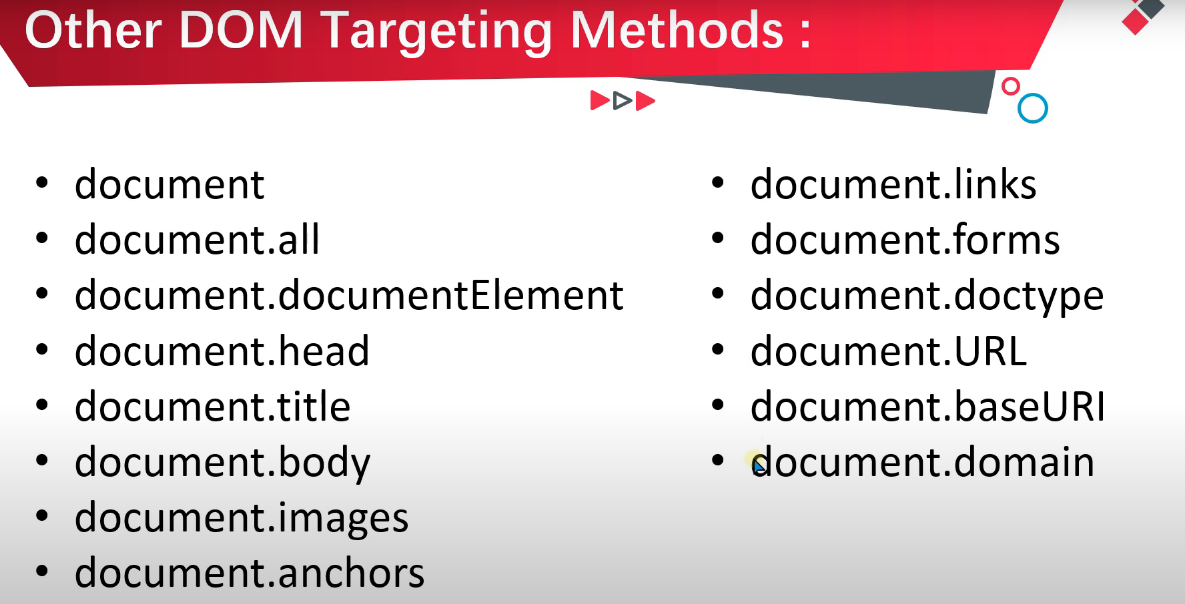 Other DOM Targeting Methods :
• document
• document.all
• document.documentElement
• document.head
• document.title
• document.body
• document.images
• document.anchors
• document.links
• document.forms
• document.doctype
• document.URL
• document.baseURI
• document.domain